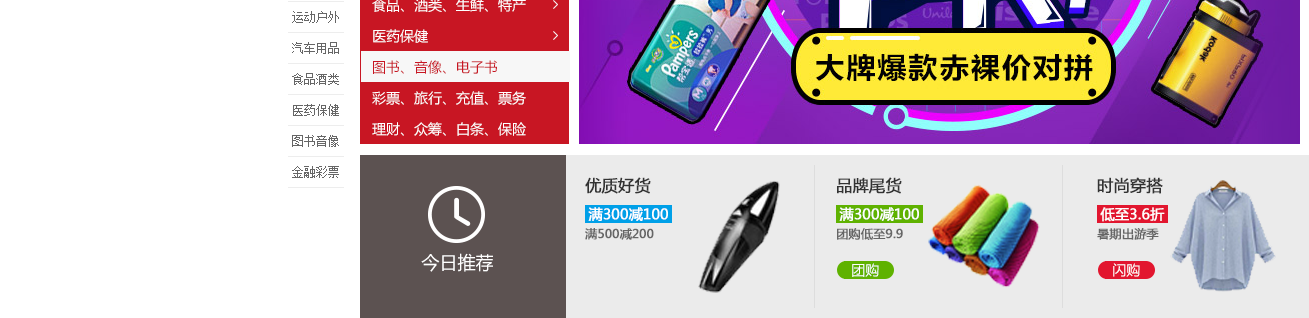 运动户外
汽车用品
食品酒类
医药保健
图书音像
金融彩票
食品、酒类、生鲜、特产
医药保健
图书、音像、电子书
彩票、旅行、充值、票务
理财、众筹、白条、保险
Pampers
帮宝适
Kodak
大牌爆款赤裸价对拼
今日推荐
优质好货
满300减100
满500减200
品牌尾货
满300减100
团购低至9.9
团购
时尚穿搭
低至3.6折
暑期出游季
闪购